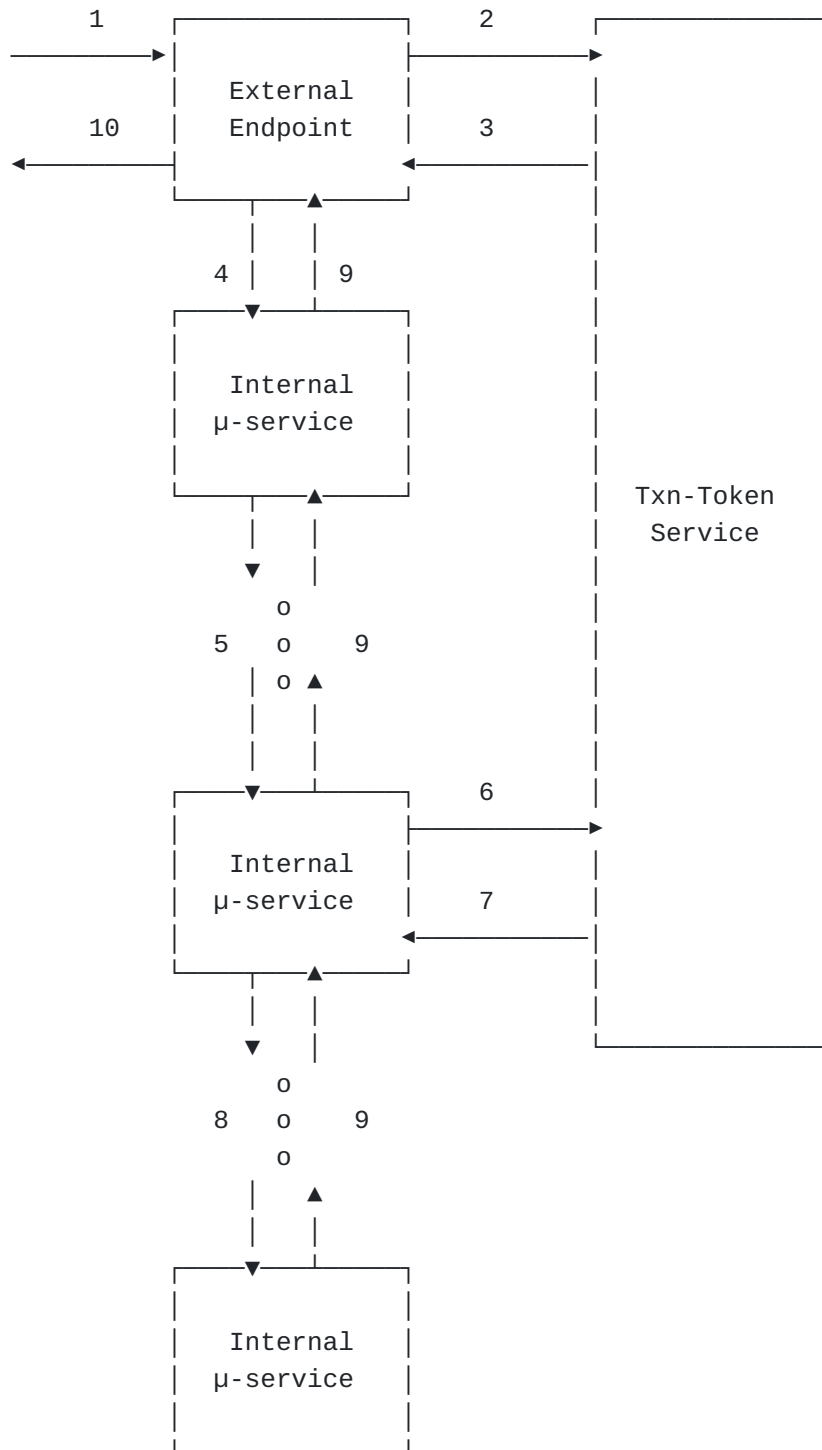 1 2
External
Endpoint
10 3
4 9
Internal
µ-service
Txn-Token
Service
o
5 o 9
o
6
Internal
µ-service
7
o
8 o 9
o
Internal
µ-service